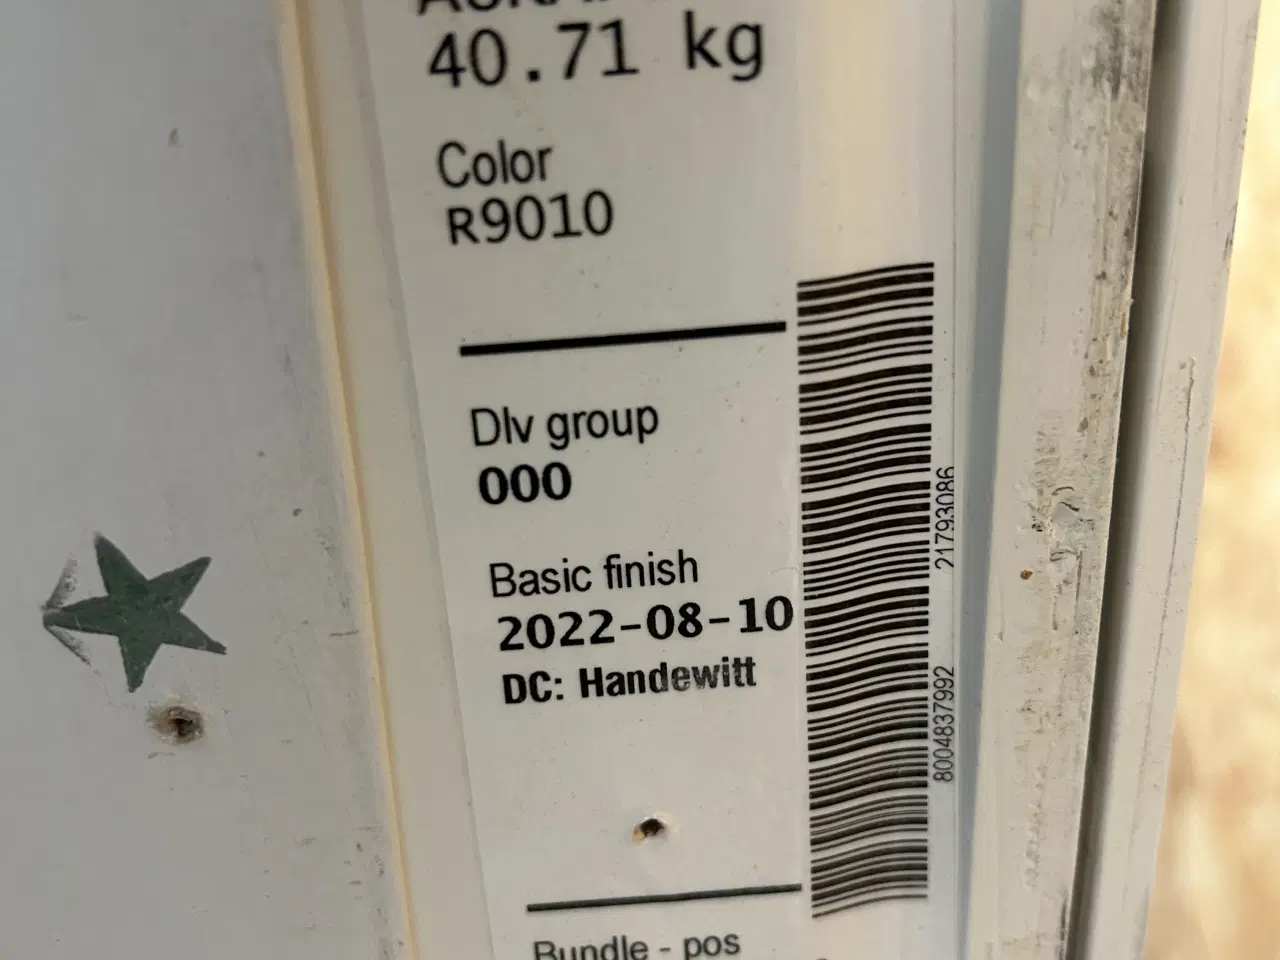 40.71 kg
Color
R9010
Dlv group
000
Basic finish
2022-08-10
DC: Handewitt
Bundle - pos
21793086
8004837992